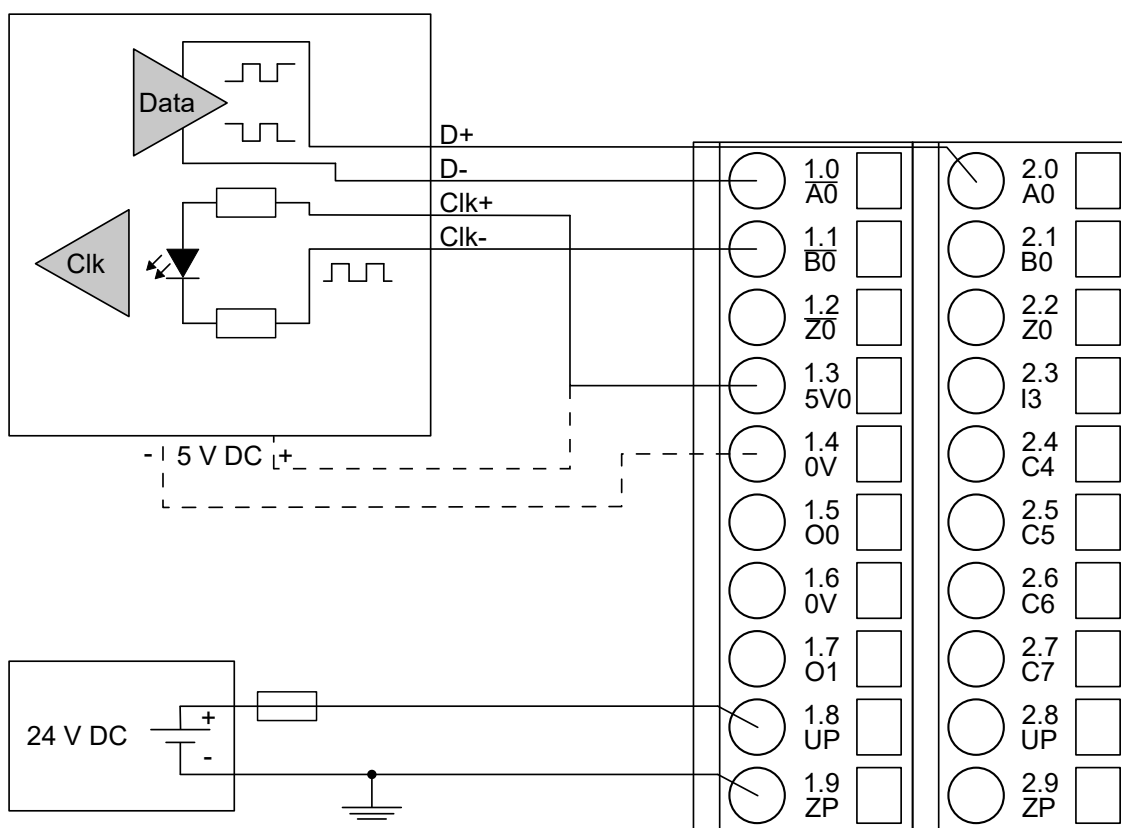 Data
D+
D-
Clk+
Clk-
Clk
- 5 V DC +
24 V DC
+
-
1.0
A̅0̅
1.1
B̅0̅
1.2
Z̅0̅
1.3
5V0
1.4
0V
1.5
O0
1.6
0V
1.7
O1
1.8
UP
1.9
ZP
2.0
A0
2.1
B0
2.2
Z0
2.3
I3
2.4
C4
2.5
C5
2.6
C6
2.7
C7
2.8
UP
2.9
ZP